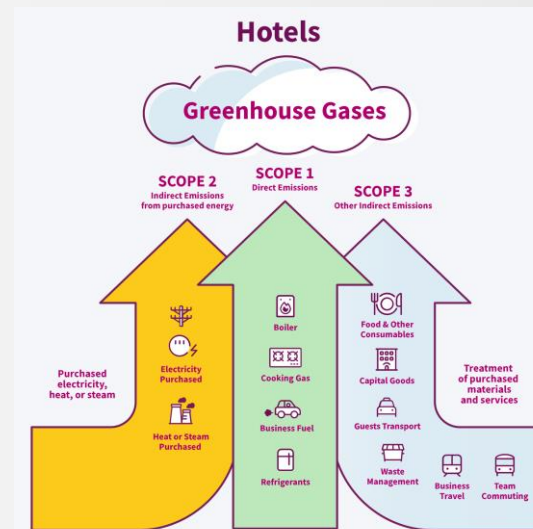 Hotels
Greenhouse Gases
SCOPE 2
Indirect Emissions
from purchased energy
SCOPE 1
Direct Emissions
SCOPE 3
Other Indirect Emissions
Purchased
electricity,
heat, or steam
Electricity
Purchased
Heat or Steam
Purchased
Boiler
Cooking Gas
Business Fuel
Refrigerants
Food & Other
Consumables
Capital Goods
Guests Transport
Waste
Management
Treatment
of purchased
materials
and services
Business
Travel
Team
Commuting